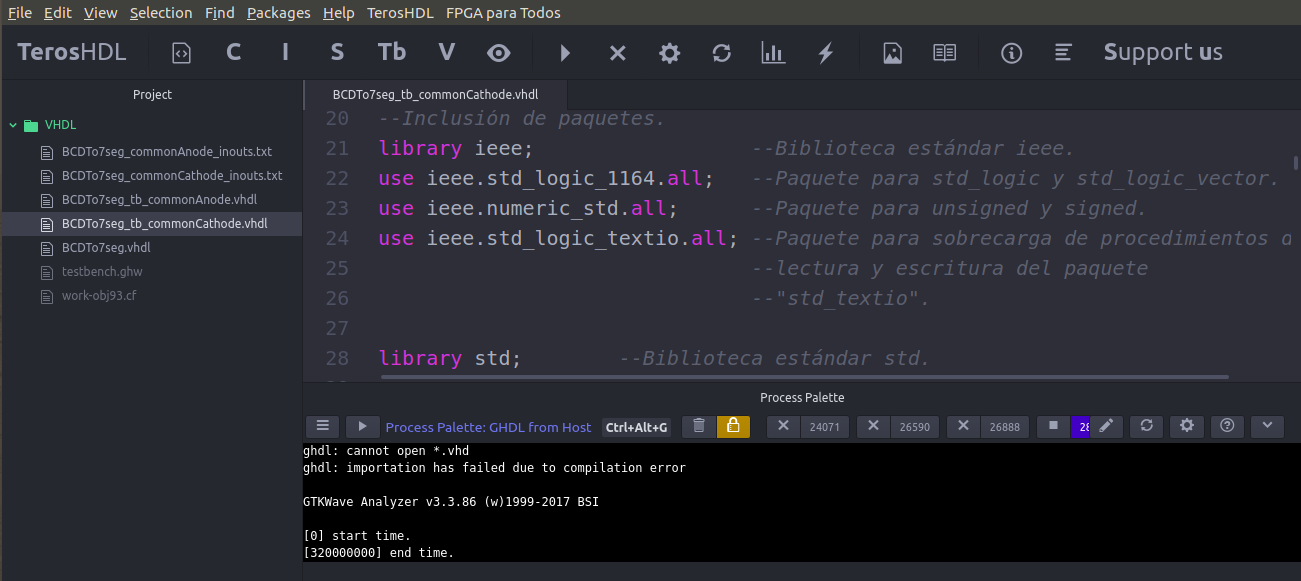 File Edit View Selection Find Packages Help TerosHDL FPGA para Todos
TerosHDL C I S Tb V Support us
Project
VHDL
BCDTo7seg_commonAnode_inouts.txt
BCDTo7seg_commonCathode_inouts.txt
BCDTo7seg_tb_commonAnode.vhdl
BCDTo7seg_tb_commonCathode.vhdl
BCDTo7seg.vhdl
testbench.ghw
work-obj93.cf
BCDTo7seg_tb_commonCathode.vhdl
20 --Inclusión de paquetes.
21 library ieee; --Biblioteca estándar ieee.
22 use ieee.std_logic_1164.all; --Paquete para std_logic y std_logic_vector.
23 use ieee.numeric_std.all; --Paquete para unsigned y signed.
24 use ieee.std_logic_textio.all; --Paquete para sobrecarga de procedimientos
25 --lectura y escritura del paquete
26 --"std_textio".
27
28 library std; --Biblioteca estándar std.
Process Palette
Process Palette: GHDL from Host Ctrl+Alt+G 24071 26590 26888 28
ghdl: cannot open *.vhd
ghdl: importation has failed due to compilation error
GTKWave Analyzer v3.3.86 (w)1999-2017 BSI
[0] start time.
[320000000] end time.